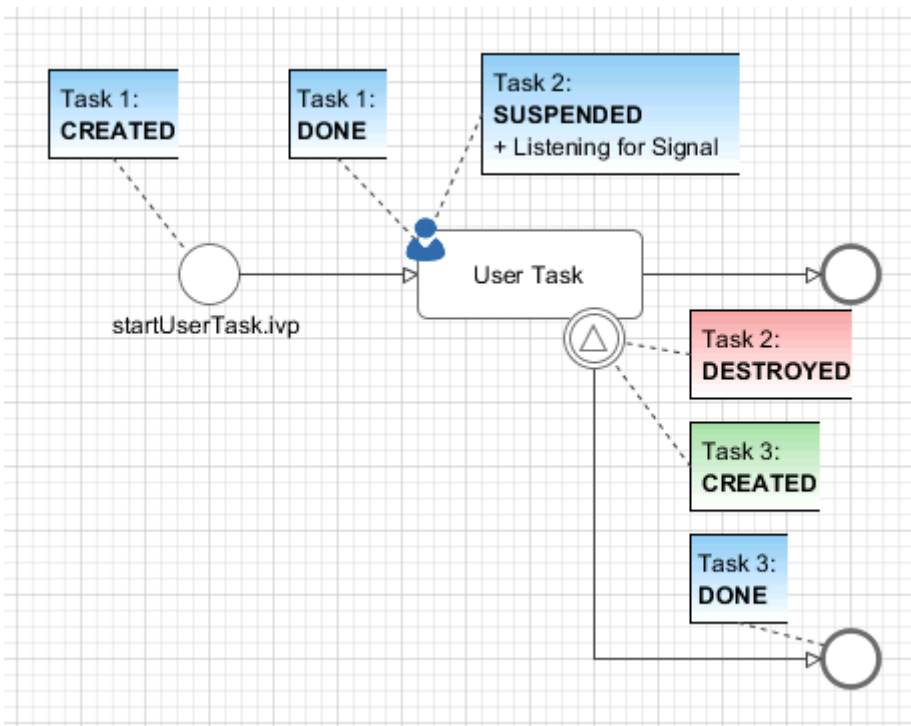 Task 1:
CREATED
Task 1:
DONE
Task 2:
SUSPENDED
+ Listening for Signal
User Task
startUserTask.ivp
Task 2:
DESTROYED
Task 3:
CREATED
Task 3:
DONE